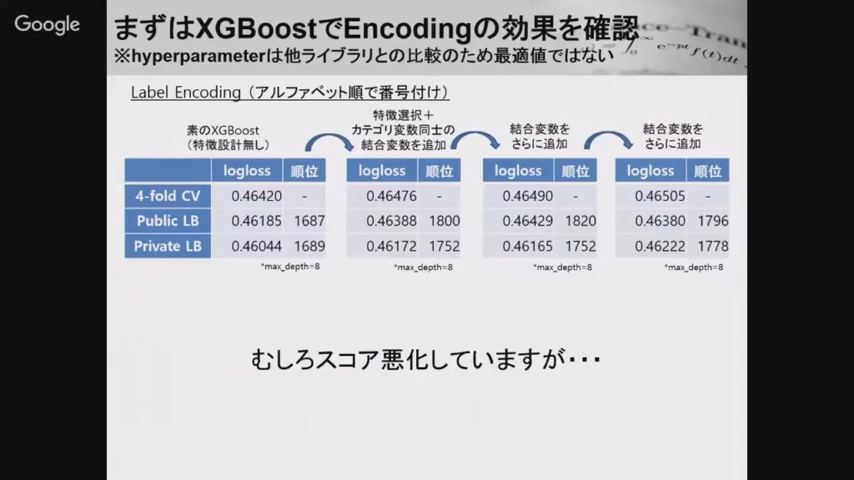 Google
まずはXGBoostでEncodingの効果を確認
※hyperparameterは他ライブラリとの比較のため最適値ではない
e^-pt f(t)dt
Label Encoding（アルファベット順で番号付け）
素のXGBoost
（特徴設計無し）
特徴選択＋
カテゴリ変数同士の
結合変数を追加
結合変数を
さらに追加
結合変数を
さらに追加
logloss 順位 logloss 順位 logloss 順位 logloss 順位
4-fold CV 0.46420 - 0.46476 - 0.46490 - 0.46505 -
Public LB 0.46185 1687 0.46388 1800 0.46429 1820 0.46380 1796
Private LB 0.46044 1689 0.46172 1752 0.46165 1752 0.46222 1778
*max_depth=8 *max_depth=8 *max_depth=8 *max_depth=8
むしろスコア悪化していますが・・・